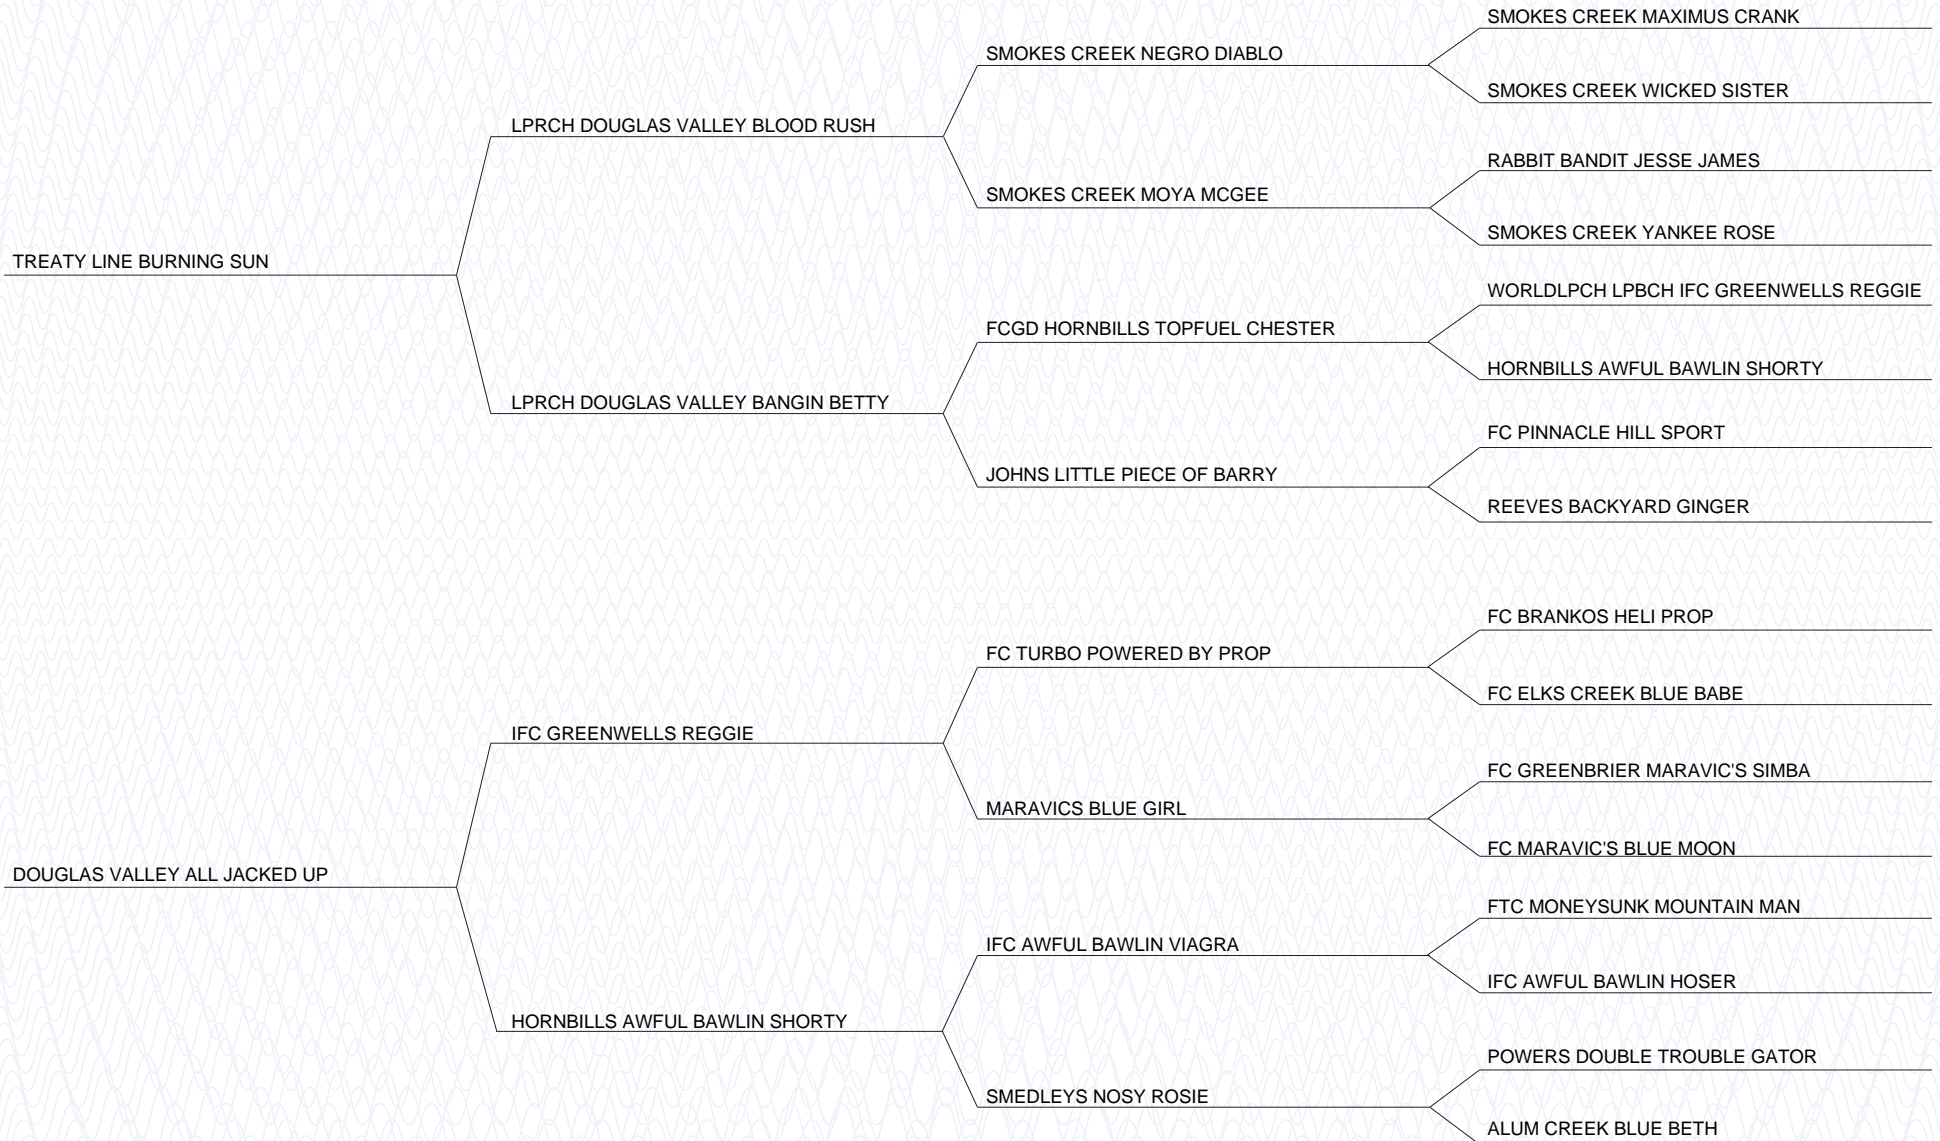 SMOKES CREEK MAXIMUS CRANK
SMOKES CREEK NEGRO DIABLO
SMOKES CREEK WICKED SISTER
LPRCH DOUGLAS VALLEY BLOOD RUSH
RABBIT BANDIT JESSE JAMES
SMOKES CREEK MOYA MCGEE
SMOKES CREEK YANKEE ROSE
TREATY LINE BURNING SUN
WORLDLPCH LPBCH IFC GREENWELLS REGGIE
FCGD HORNBILLS TOPFUEL CHESTER
HORNBILLS AWFUL BAWLIN SHORTY
LPRCH DOUGLAS VALLEY BANGIN BETTY
FC PINNACLE HILL SPORT
JOHNS LITTLE PIECE OF BARRY
REEVES BACKYARD GINGER
FC BRANKOS HELI PROP
FC TURBO POWERED BY PROP
FC ELKS CREEK BLUE BABE
IFC GREENWELLS REGGIE
FC GREENBRIER MARAVIC'S SIMBA
MARAVICS BLUE GIRL
FC MARAVIC'S BLUE MOON
DOUGLAS VALLEY ALL JACKED UP
FTC MONEYSUNK MOUNTAIN MAN
IFC AWFUL BAWLIN VIAGRA
IFC AWFUL BAWLIN HOSER
HORNBILLS AWFUL BAWLIN SHORTY
POWERS DOUBLE TROUBLE GATOR
SMEDLEYS NOSY ROSIE
ALUM CREEK BLUE BETH